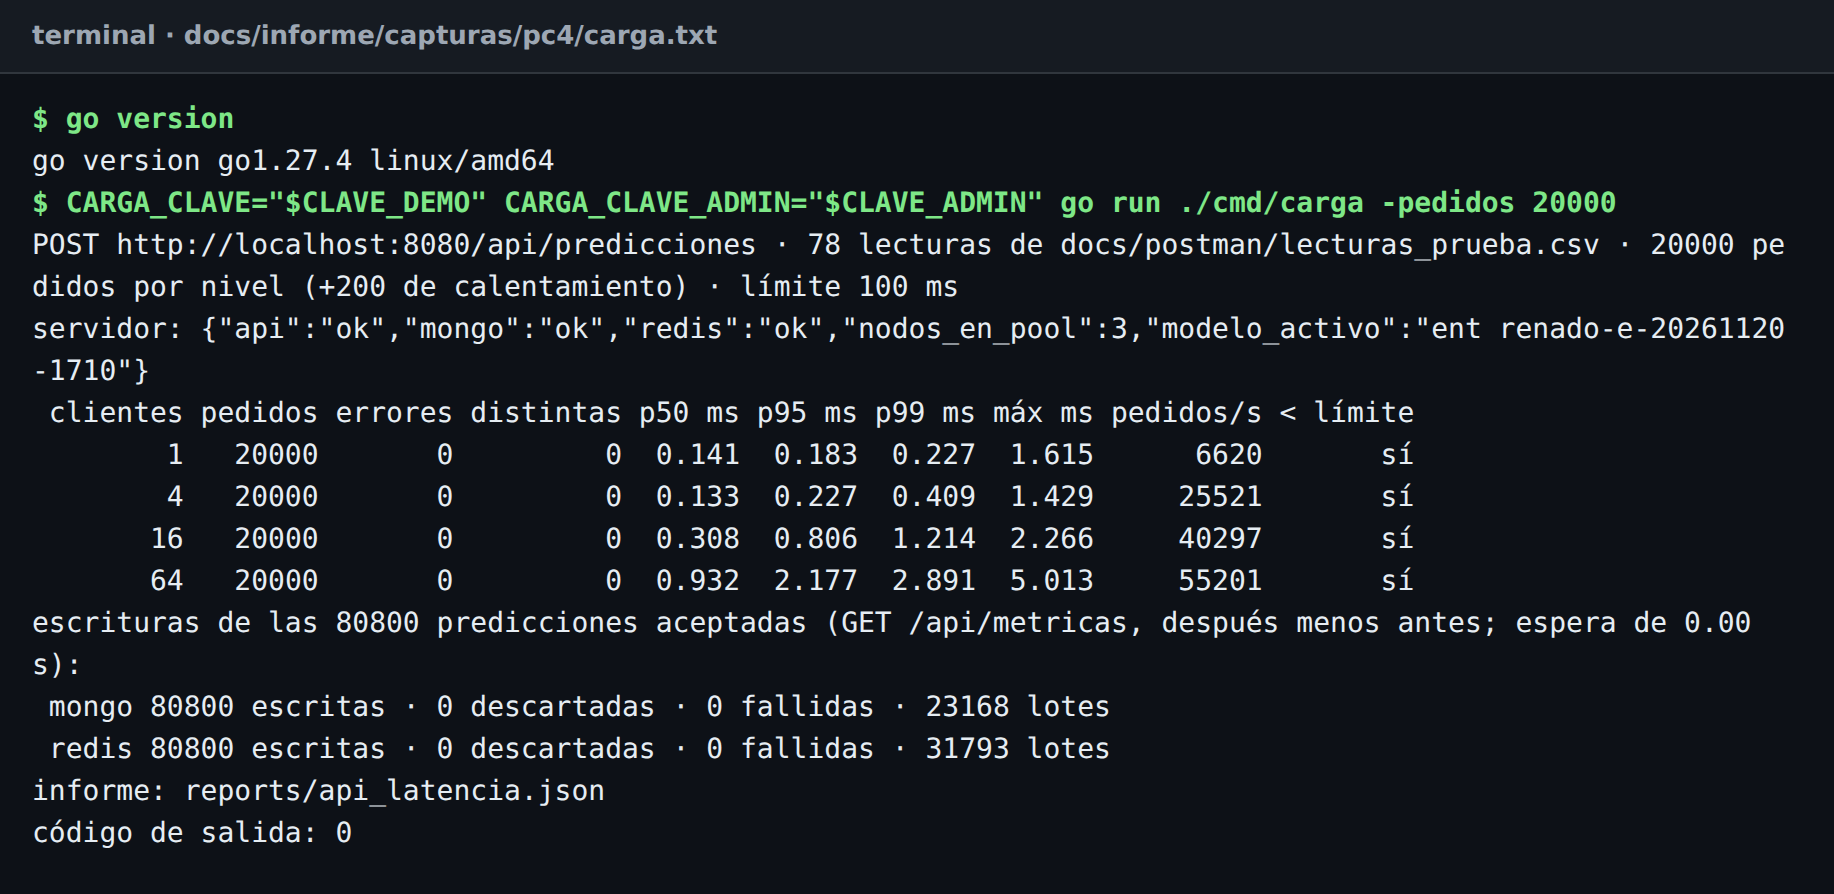 terminal · docs/informe/capturas/pc4/carga.txt
$ go version
go version go1.27.4 linux/amd64
$ CARGA_CLAVE="$CLAVE_DEMO" CARGA_CLAVE_ADMIN="$CLAVE_ADMIN" go run ./cmd/carga -pedidos 20000
POST http://localhost:8080/api/predicciones · 78 lecturas de docs/postman/lecturas_prueba.csv · 20000 pe
didos por nivel (+200 de calentamiento) · límite 100 ms
servidor: {"api":"ok","mongo":"ok","redis":"ok","nodos_en_pool":3,"modelo_activo":"ent renado-e-20261120
-1710"}
clientes pedidos errores distintas p50 ms p95 ms p99 ms máx ms pedidos/s < límite
1 20000 0 0 0.141 0.183 0.227 1.615 6620 sí
4 20000 0 0 0.133 0.227 0.409 1.429 25521 sí
16 20000 0 0 0.308 0.806 1.214 2.266 40297 sí
64 20000 0 0 0.932 2.177 2.891 5.013 55201 sí
escrituras de las 80800 predicciones aceptadas (GET /api/metricas, después menos antes; espera de 0.00
s):
mongo 80800 escritas · 0 descartadas · 0 fallidas · 23168 lotes
redis 80800 escritas · 0 descartadas · 0 fallidas · 31793 lotes
informe: reports/api_latencia.json
código de salida: 0